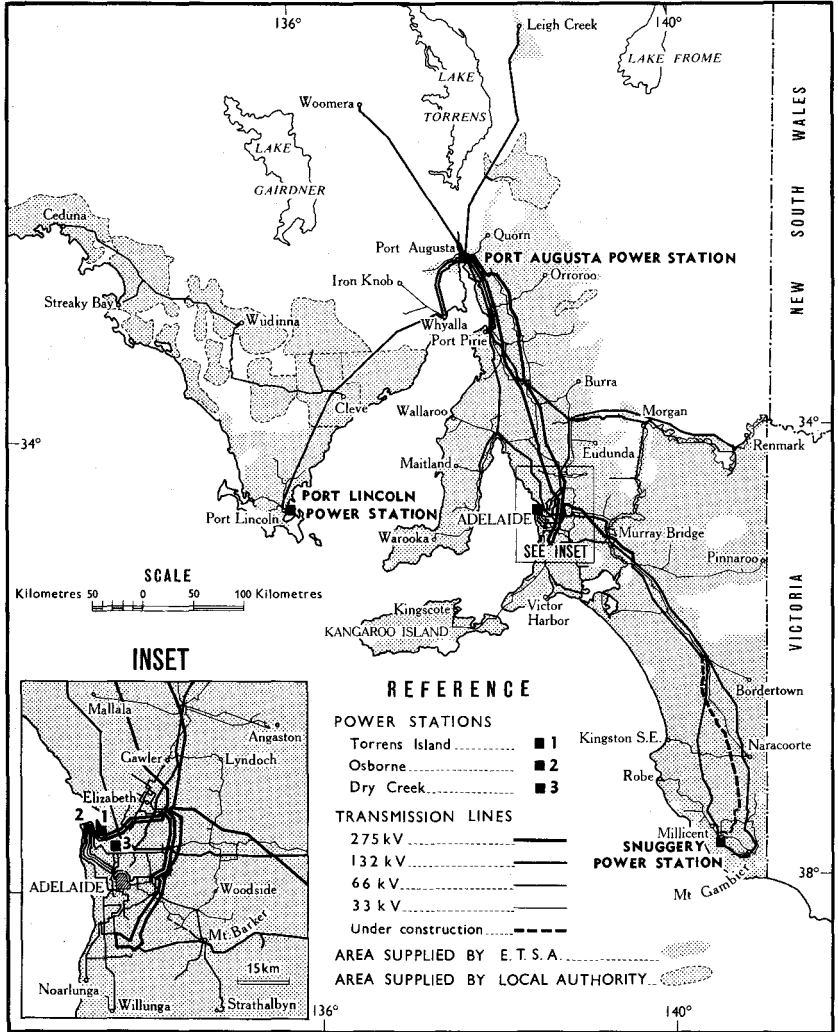 136°
140°
Leigh Creek
LAKE FROME
LAKE
TORRENS
Woomera
LAKE
GAIRDNER
NEW SOUTH WALES
Ceduna
Quorn
Port Augusta
PORT AUGUSTA POWER STATION
Orroroo
Iron Knob
Streaky Bay
Wudinna
Whyalla
Port Pirie
Burra
Cleve
Wallaroo
Morgan
34°
34°
Renmark
Eudunda
Maitland
PORT LINCOLN
POWER STATION
Port Lincoln
ADELAIDE
Warooka
Murray Bridge
SEE INSET
Pinnaroo
SCALE
Kilometres 50 0 50 100 Kilometres
Kingscote
Victor
Harbor
KANGAROO ISLAND
VICTORIA
INSET
Mallala
Angaston
Gawler
Lyndoch
Elizabeth
2 1
3
ADELAIDE
Woodside
Mt. Barker
15km
Noarlunga
Willunga
Strathalbyn
REFERENCE
POWER STATIONS
Torrens Island 1
Osborne 2
Dry Creek 3
TRANSMISSION LINES
275 kV
132 kV
66 kV
33 kV
Under construction
AREA SUPPLIED BY E.T.S.A.
AREA SUPPLIED BY LOCAL AUTHORITY
Bordertown
Kingston S.E.
Naracoorte
Robe
Millicent
SNUGGERY
POWER STATION
Mt Gambier
38°
136°
140°